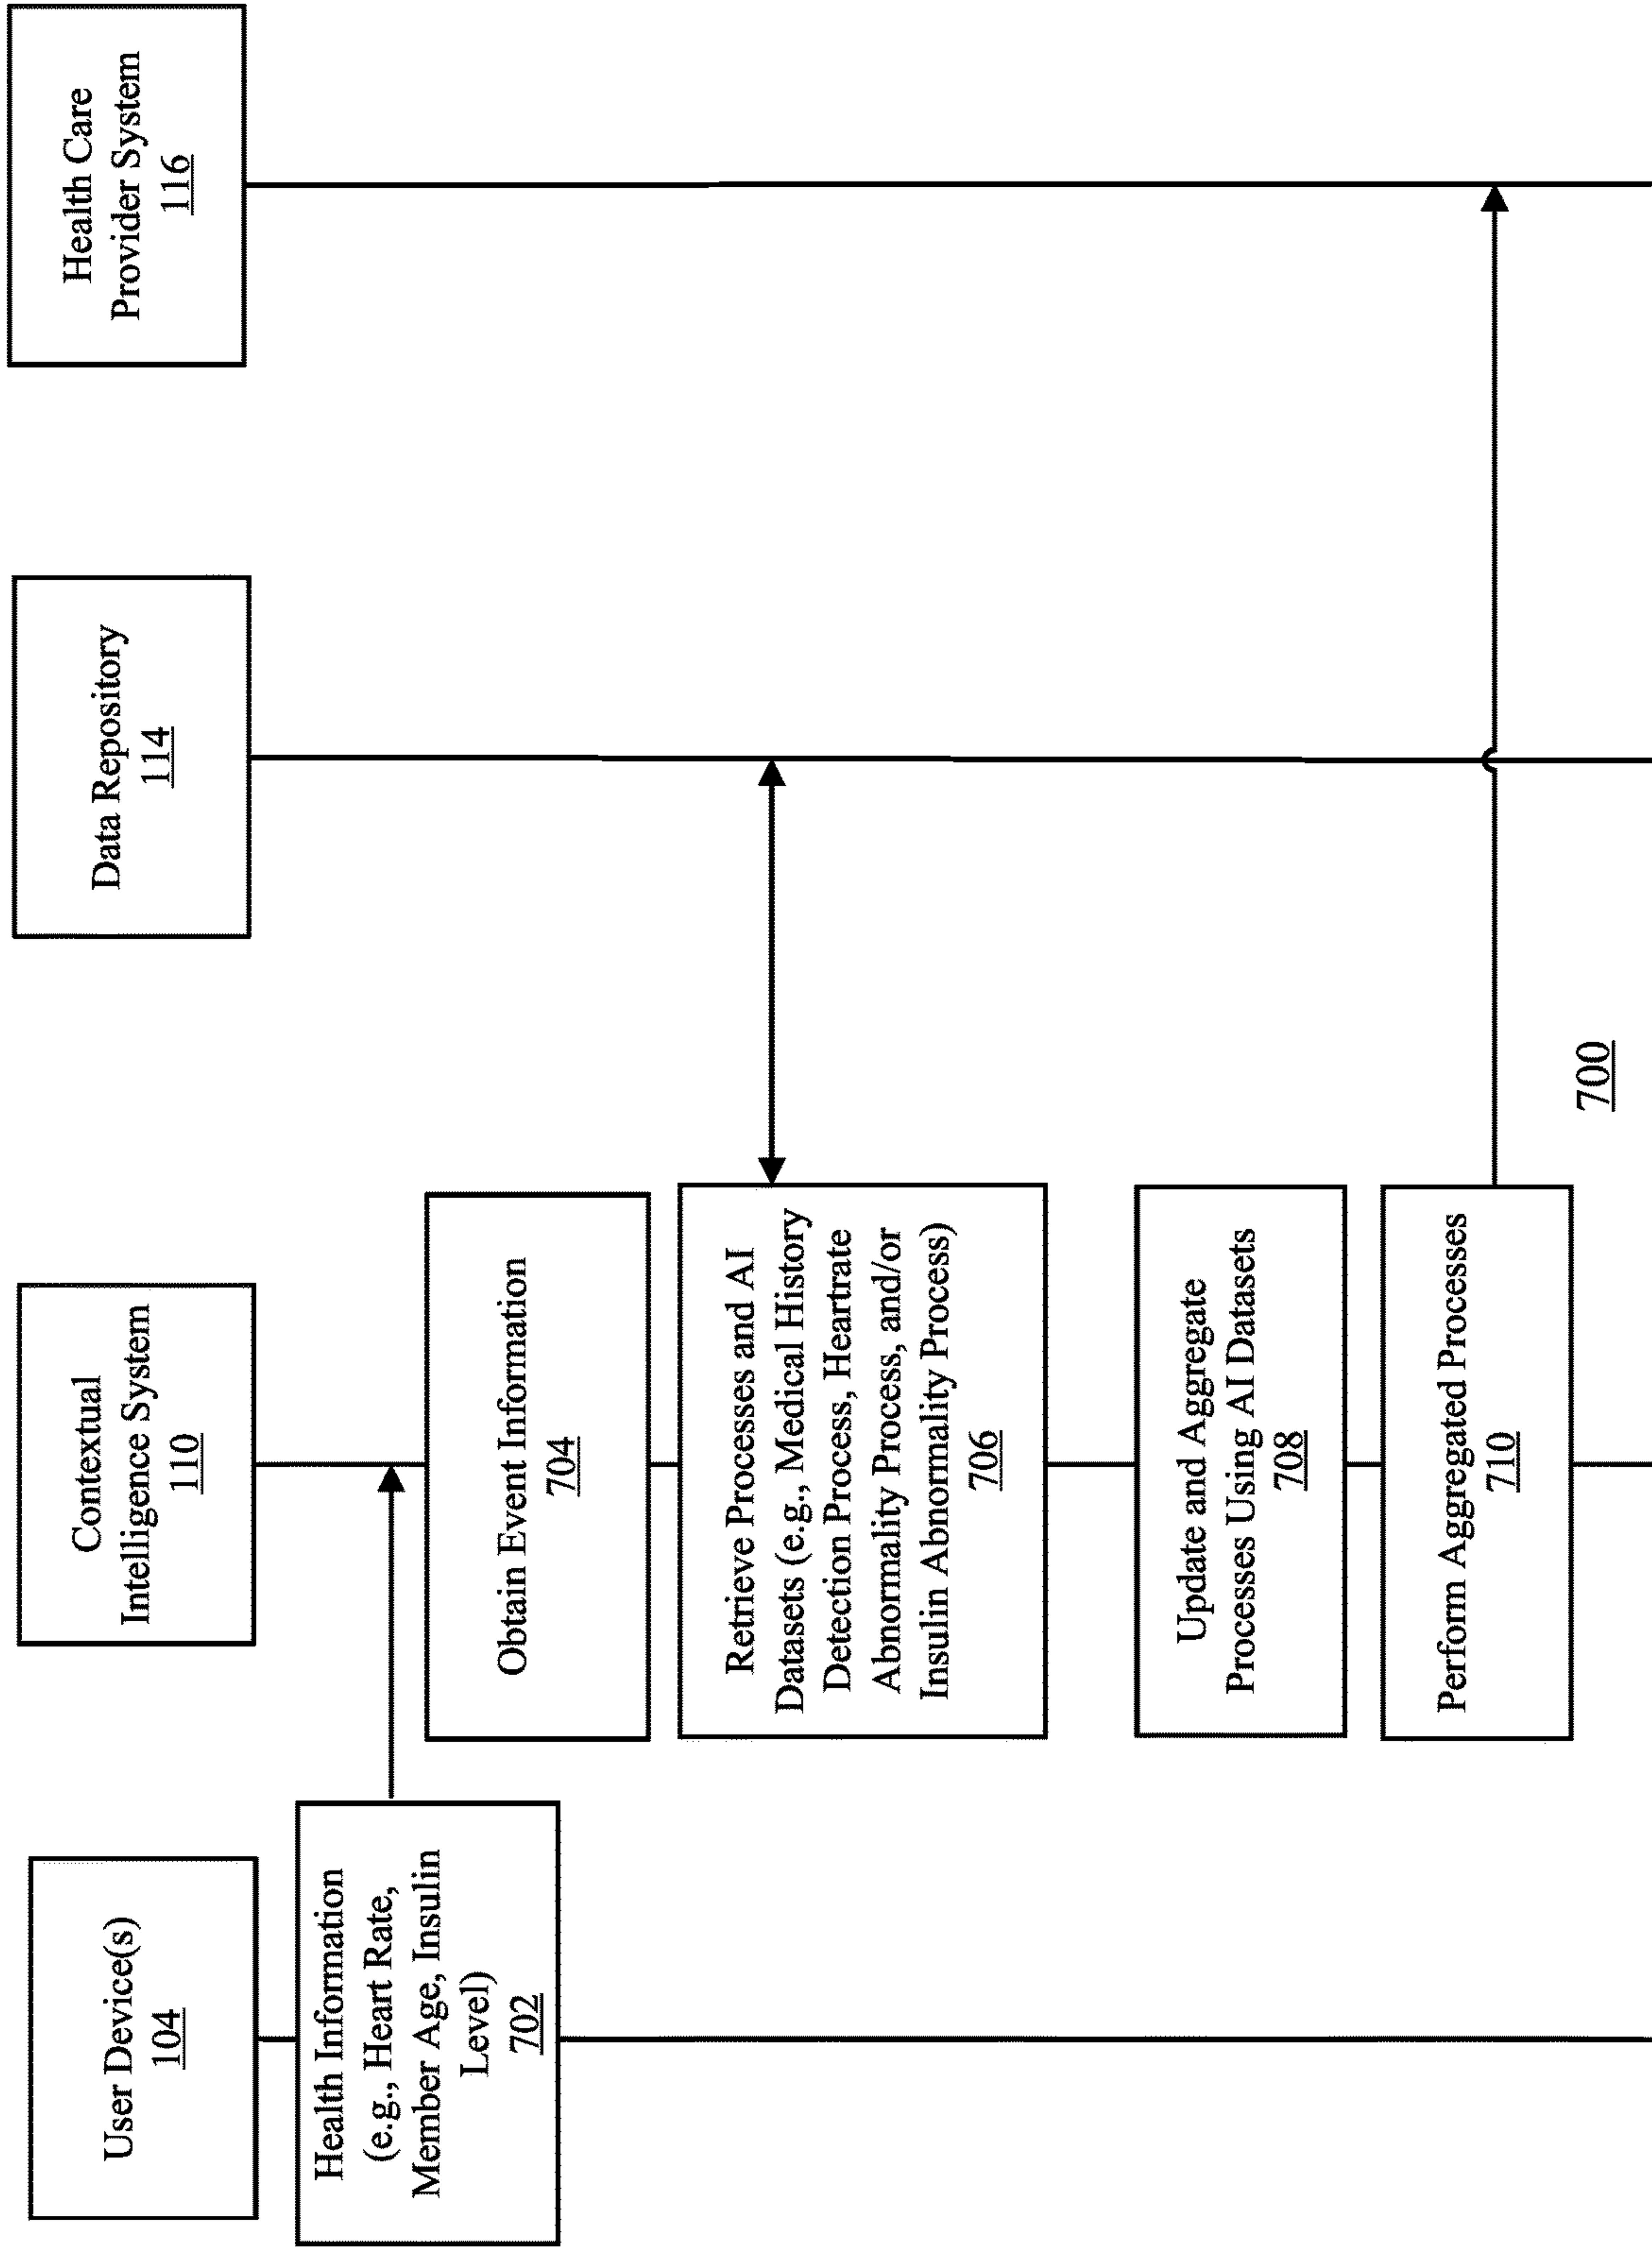 User Device(s)
104
Contextual
Intelligence System
110
Data Repository
114
Health Care
Provider System
116
Health Information
(e.g., Heart Rate,
Member Age, Insulin
Level)
702
Obtain Event Information
704
Retrieve Processes and AI
Datasets (e.g., Medical History
Detection Process, Heartrate
Abnormality Process, and/or
Insulin Abnormality Process)
706
Update and Aggregate
Processes Using AI Datasets
708
Perform Aggregated Processes
710
700